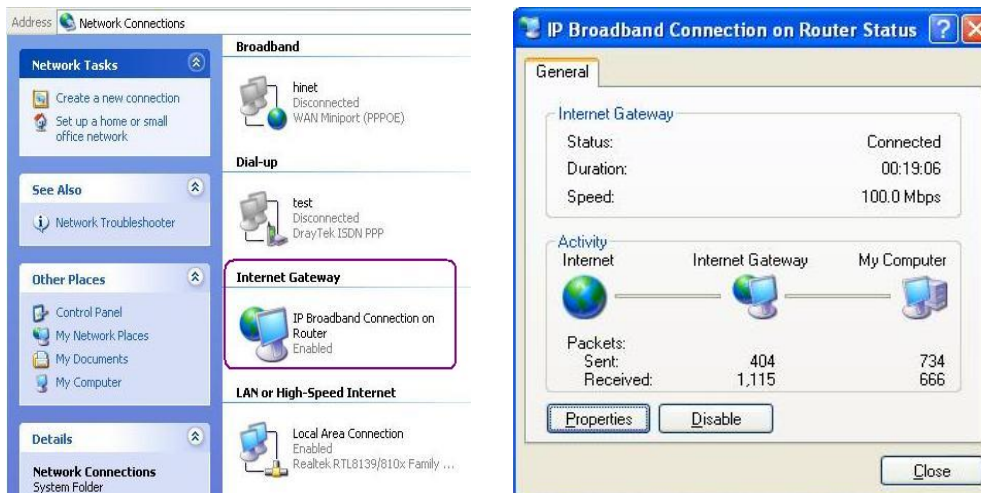 Address Network Connections
Network Tasks
Create a new connection
Set up a home or small
office network
See Also
Network Troubleshooter
Other Places
Control Panel
My Network Places
My Documents
My Computer
Details
Network Connections
System Folder
Broadband
hinet
Disconnected
WAN Miniport (PPPOE)
Dial-up
test
Disconnected
DrayTek ISDN PPP
Internet Gateway
IP Broadband Connection on
Router
Enabled
LAN or High-Speed Internet
Local Area Connection
Enabled
Realtek RTL8139/810x Family ...
IP Broadband Connection on Router Status
General
Internet Gateway
Status: Connected
Duration: 00:19:06
Speed: 100.0 Mbps
Activity
Internet Internet Gateway My Computer
Packets:
Sent: 404 734
Received: 1,115 666
Properties Disable
Close